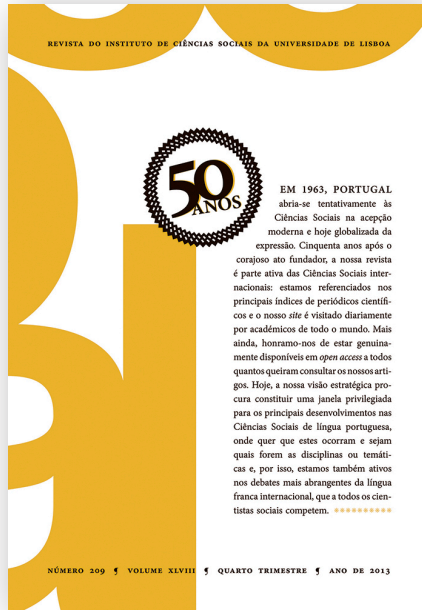 REVISTA DO INSTITUTO DE CIÊNCIAS SOCIAIS DA UNIVERSIDADE DE LISBOA
50
ANOS
EM 1963, PORTUGAL
abria-se tentativamente às
Ciências Sociais na acepção
moderna e hoje globalizada da
expressão. Cinquenta anos após o
corajoso ato fundador, a nossa revista
é parte ativa das Ciências Sociais inter-
nacionais: estamos referenciados nos
principais índices de periódicos científi-
cos e o nosso site é visitado diariamente
por académicos de todo o mundo. Mais
ainda, honramo-nos de estar genuina-
mente disponíveis em open access a todos
quantos queiram consultar os nossos arti-
gos. Hoje, a nossa visão estratégica pro-
cura constituir uma janela privilegiada
para os principais desenvolvimentos nas
Ciências Sociais de língua portuguesa,
onde quer que estes ocorram e sejam
quais forem as disciplinas ou temáti-
cas e, por isso, estamos também ativos
nos debates mais abrangentes da língua
franca internacional, que a todos os cien-
tistas sociais competem.
NÚMERO 209 ¶ VOLUME XLVIII ¶ QUARTO TRIMESTRE ¶ ANO DE 2013